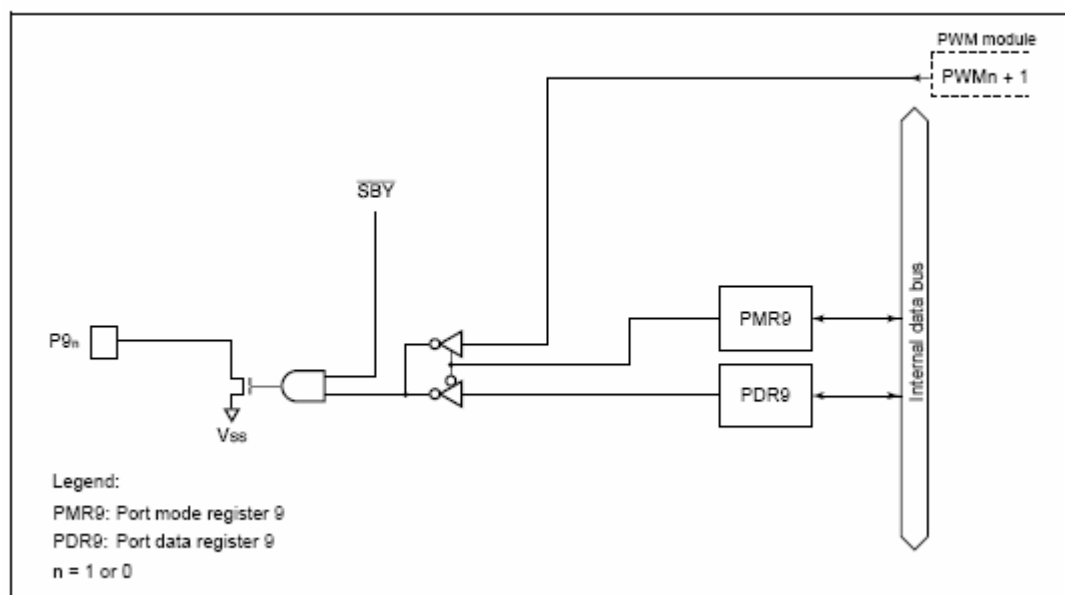 PWM module
PWMn + 1
SBY
PMR9
P9n
PDR9
Internal data bus
Vss
Legend:
PMR9: Port mode register 9
PDR9: Port data register 9
n = 1 or 0